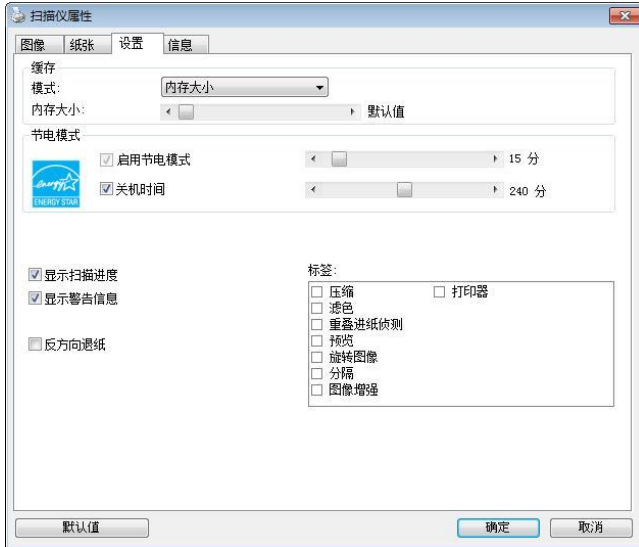 扫描仪属性
图像 纸张 设置 信息
缓存
模式: 内存大小
内存大小: 默认值
节电模式
启用节电模式 15 分
energy
ENERGY STAR
关机时间 240 分
显示扫描进度
显示警告信息
反方向退纸
标签:
压缩 打印器
滤色
重叠进纸侦测
预览
旋转图像
分隔
图像增强
默认值 确定 取消